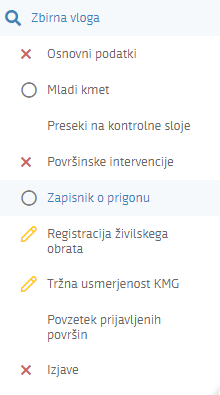 Zbirna vloga
Osnovni podatki
Mladi kmet
Preseki na kontrolne sloje
Površinske intervencije
Zapisnik o prigonu
Registracija živilskega
obrata
Tržna usmerjenost KMG
Povzetek prijavljenih
površin
Izjave